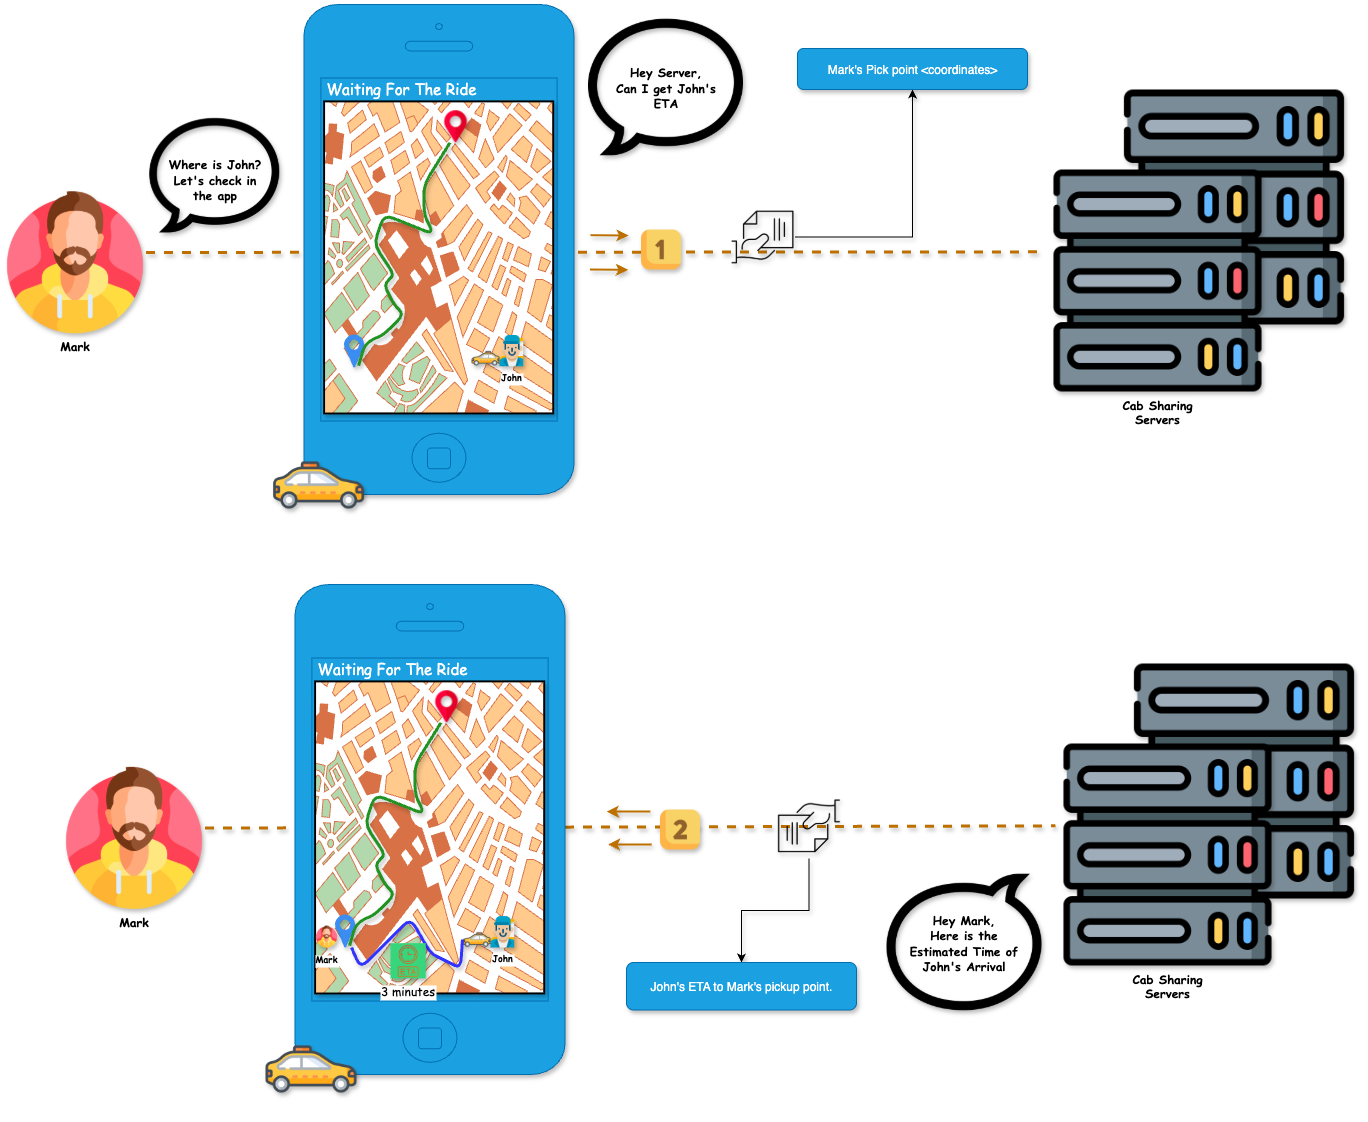 Waiting For The Ride
Hey Server,
Can I get John's
ETA
Mark's Pick point <coordinates>
Where is John?
Let's check in
the app
1
Mark
John
Cab Sharing
Servers
Waiting For The Ride
2
Mark
Mark
John
ETA
3 minutes
Hey Mark,
Here is the
Estimated Time of
John's Arrival
John's ETA to Mark's pickup point.
Cab Sharing
Servers